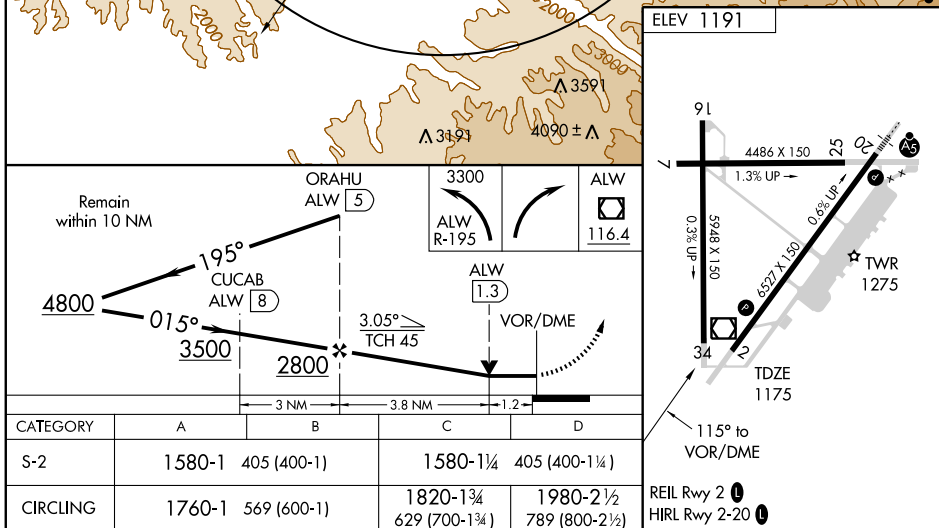 2000
3000
3591
3191
4090 ±
ELEV 1191
16
7
4486 X 150
25
20
1.3% UP
A5
P
5948 X 150
0.3% UP
0.6% UP
6527 X 150
TWR
1275
P
34
2
TDZE
1175
115° to
VOR/DME
REIL Rwy 2 L
HIRL Rwy 2-20 L
Remain
within 10 NM
ORAHU
ALW 5
3300
ALW
R-195
ALW
116.4
195°
CUCAB
ALW 8
4800
015°
3500
2800
3.05°
TCH 45
ALW
1.3
VOR/DME
3 NM
3.8 NM
1.2
CATEGORY A B C D
S-2 1580-1 405 (400-1) 1580-1¼ 405 (400-1¼)
CIRCLING 1760-1 569 (600-1) 1820-1¾ 629 (700-1¾) 1980-2½ 789 (800-2½)